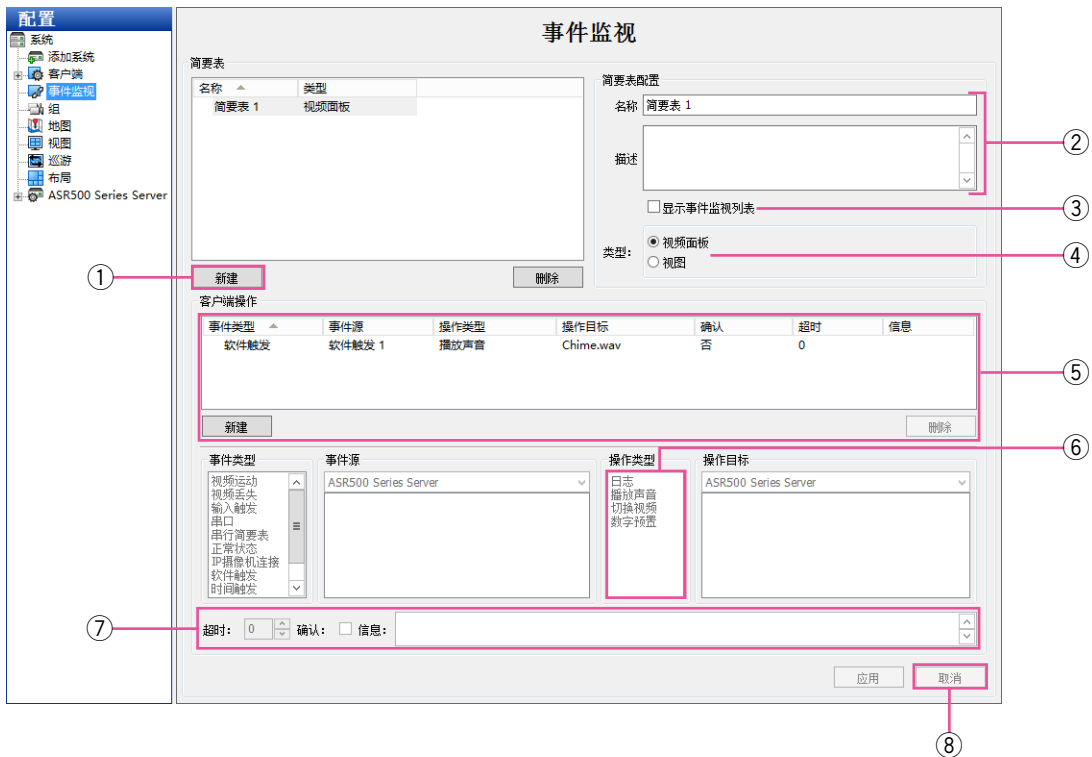 配置
系统
添加系统
客户端
事件监视
组
地图
视图
巡游
布局
ASR500 Series Server
事件监视
简要表
名称 类型
简要表 1 视频面板
新建 删除
简要表配置
名称 简要表 1
描述
显示事件监视列表
类型: 视频面板
视图
客户端操作
事件类型 事件源 操作类型 操作目标 确认 超时 信息
软件触发 软件触发 1 播放声音 Chime.wav 否 0
新建 删除
事件类型 事件源 操作类型 操作目标
视频运动
视频丢失
输入触发
串口
串行简要表
正常状态
IP摄像机连接
软件触发
时间触发
ASR500 Series Server
日志
播放声音
切换视频
数字预置
ASR500 Series Server
超时: 0 确认: 信息:
应用 取消
①
②
③
④
⑤
⑥
⑦
⑧